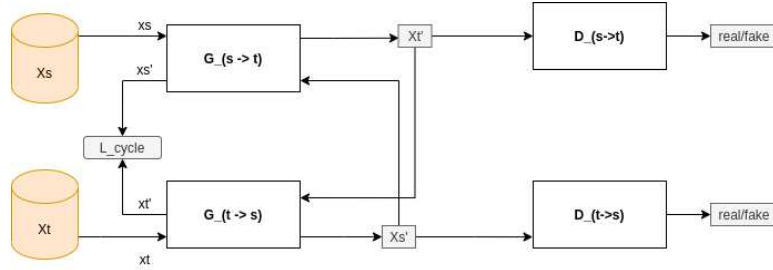 xs
Xs
G_(s -> t)
Xt'
D_(s->t)
real/fake
xs'
L_cycle
xt'
Xt
G_(t -> s)
Xs'
D_(t->s)
real/fake
xt